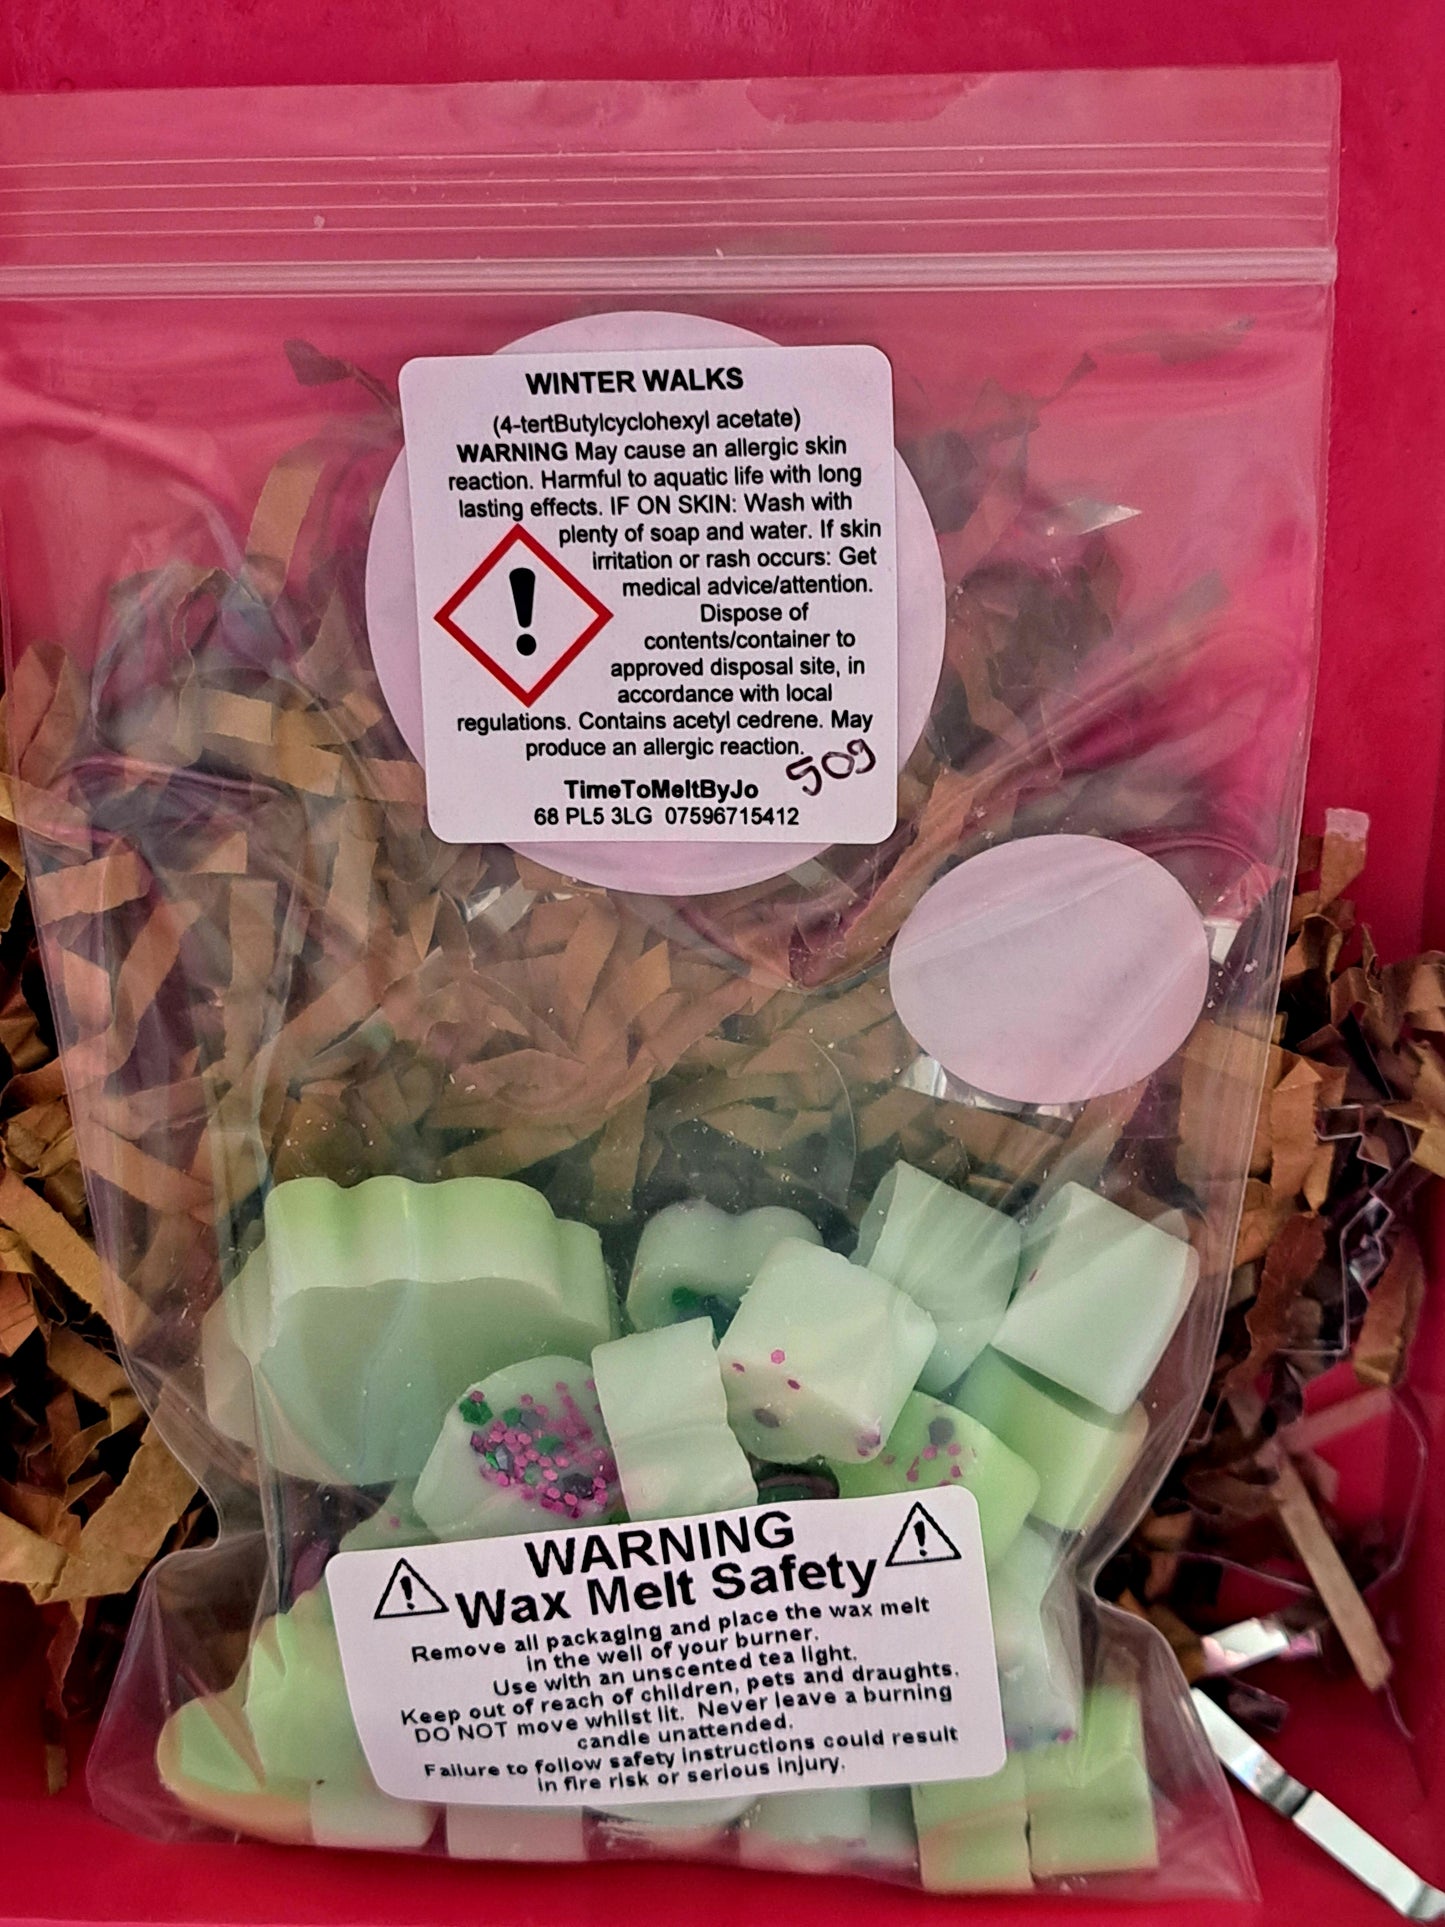 WINTER WALKS
(4-tertButylcyclohexyl acetate)
WARNING May cause an allergic skin
reaction. Harmful to aquatic life with long
lasting effects. IF ON SKIN: Wash with
plenty of soap and water. If skin
irritation or rash occurs: Get
medical advice/attention.
Dispose of
contents/container to
approved disposal site, in
accordance with local
regulations. Contains acetyl cedrene. May
produce an allergic reaction.
50g
TimeToMeltByJo
68 PL5 3LG 07596715412
WARNING
Wax Melt Safety
Remove all packaging and place the wax melt
in the well of your burner.
Use with an unscented tea light.
Keep out of reach of children, pets and draughts.
DO NOT move whilst lit. Never leave a burning
candle unattended.
Failure to follow safety instructions could result
in fire risk or serious injury.